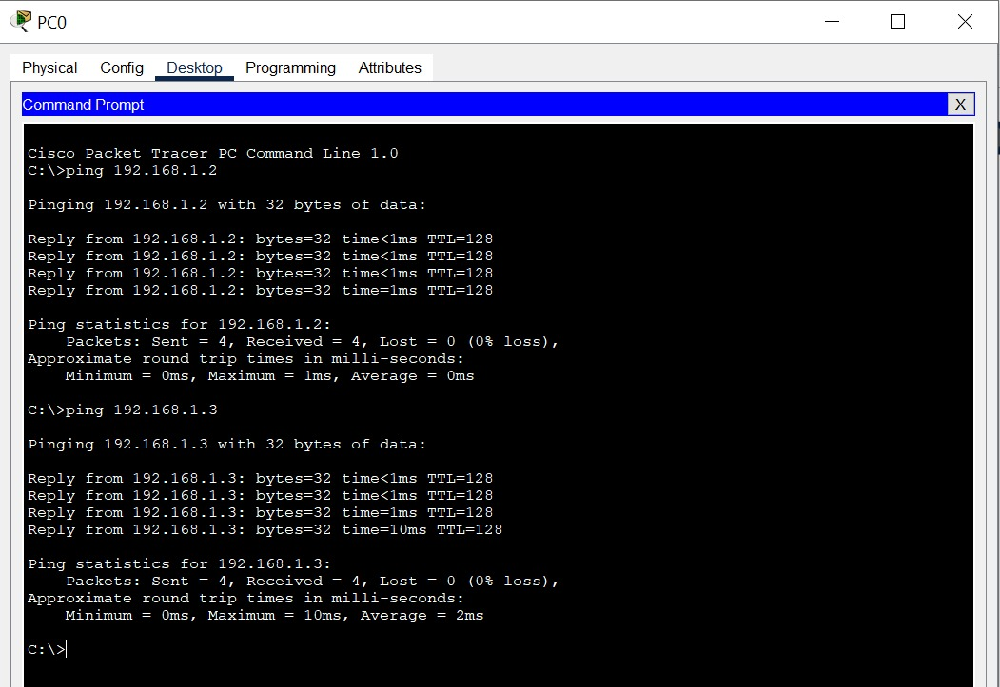 PC0
Physical Config Desktop Programming Attributes
Command Prompt X
Cisco Packet Tracer PC Command Line 1.0
C:\>ping 192.168.1.2
Pinging 192.168.1.2 with 32 bytes of data:
Reply from 192.168.1.2: bytes=32 time<1ms TTL=128
Reply from 192.168.1.2: bytes=32 time<1ms TTL=128
Reply from 192.168.1.2: bytes=32 time<1ms TTL=128
Reply from 192.168.1.2: bytes=32 time=1ms TTL=128
Ping statistics for 192.168.1.2:
    Packets: Sent = 4, Received = 4, Lost = 0 (0% loss),
Approximate round trip times in milli-seconds:
    Minimum = 0ms, Maximum = 1ms, Average = 0ms
C:\>ping 192.168.1.3
Pinging 192.168.1.3 with 32 bytes of data:
Reply from 192.168.1.3: bytes=32 time<1ms TTL=128
Reply from 192.168.1.3: bytes=32 time<1ms TTL=128
Reply from 192.168.1.3: bytes=32 time=1ms TTL=128
Reply from 192.168.1.3: bytes=32 time=10ms TTL=128
Ping statistics for 192.168.1.3:
    Packets: Sent = 4, Received = 4, Lost = 0 (0% loss),
Approximate round trip times in milli-seconds:
    Minimum = 0ms, Maximum = 10ms, Average = 2ms
C:\>